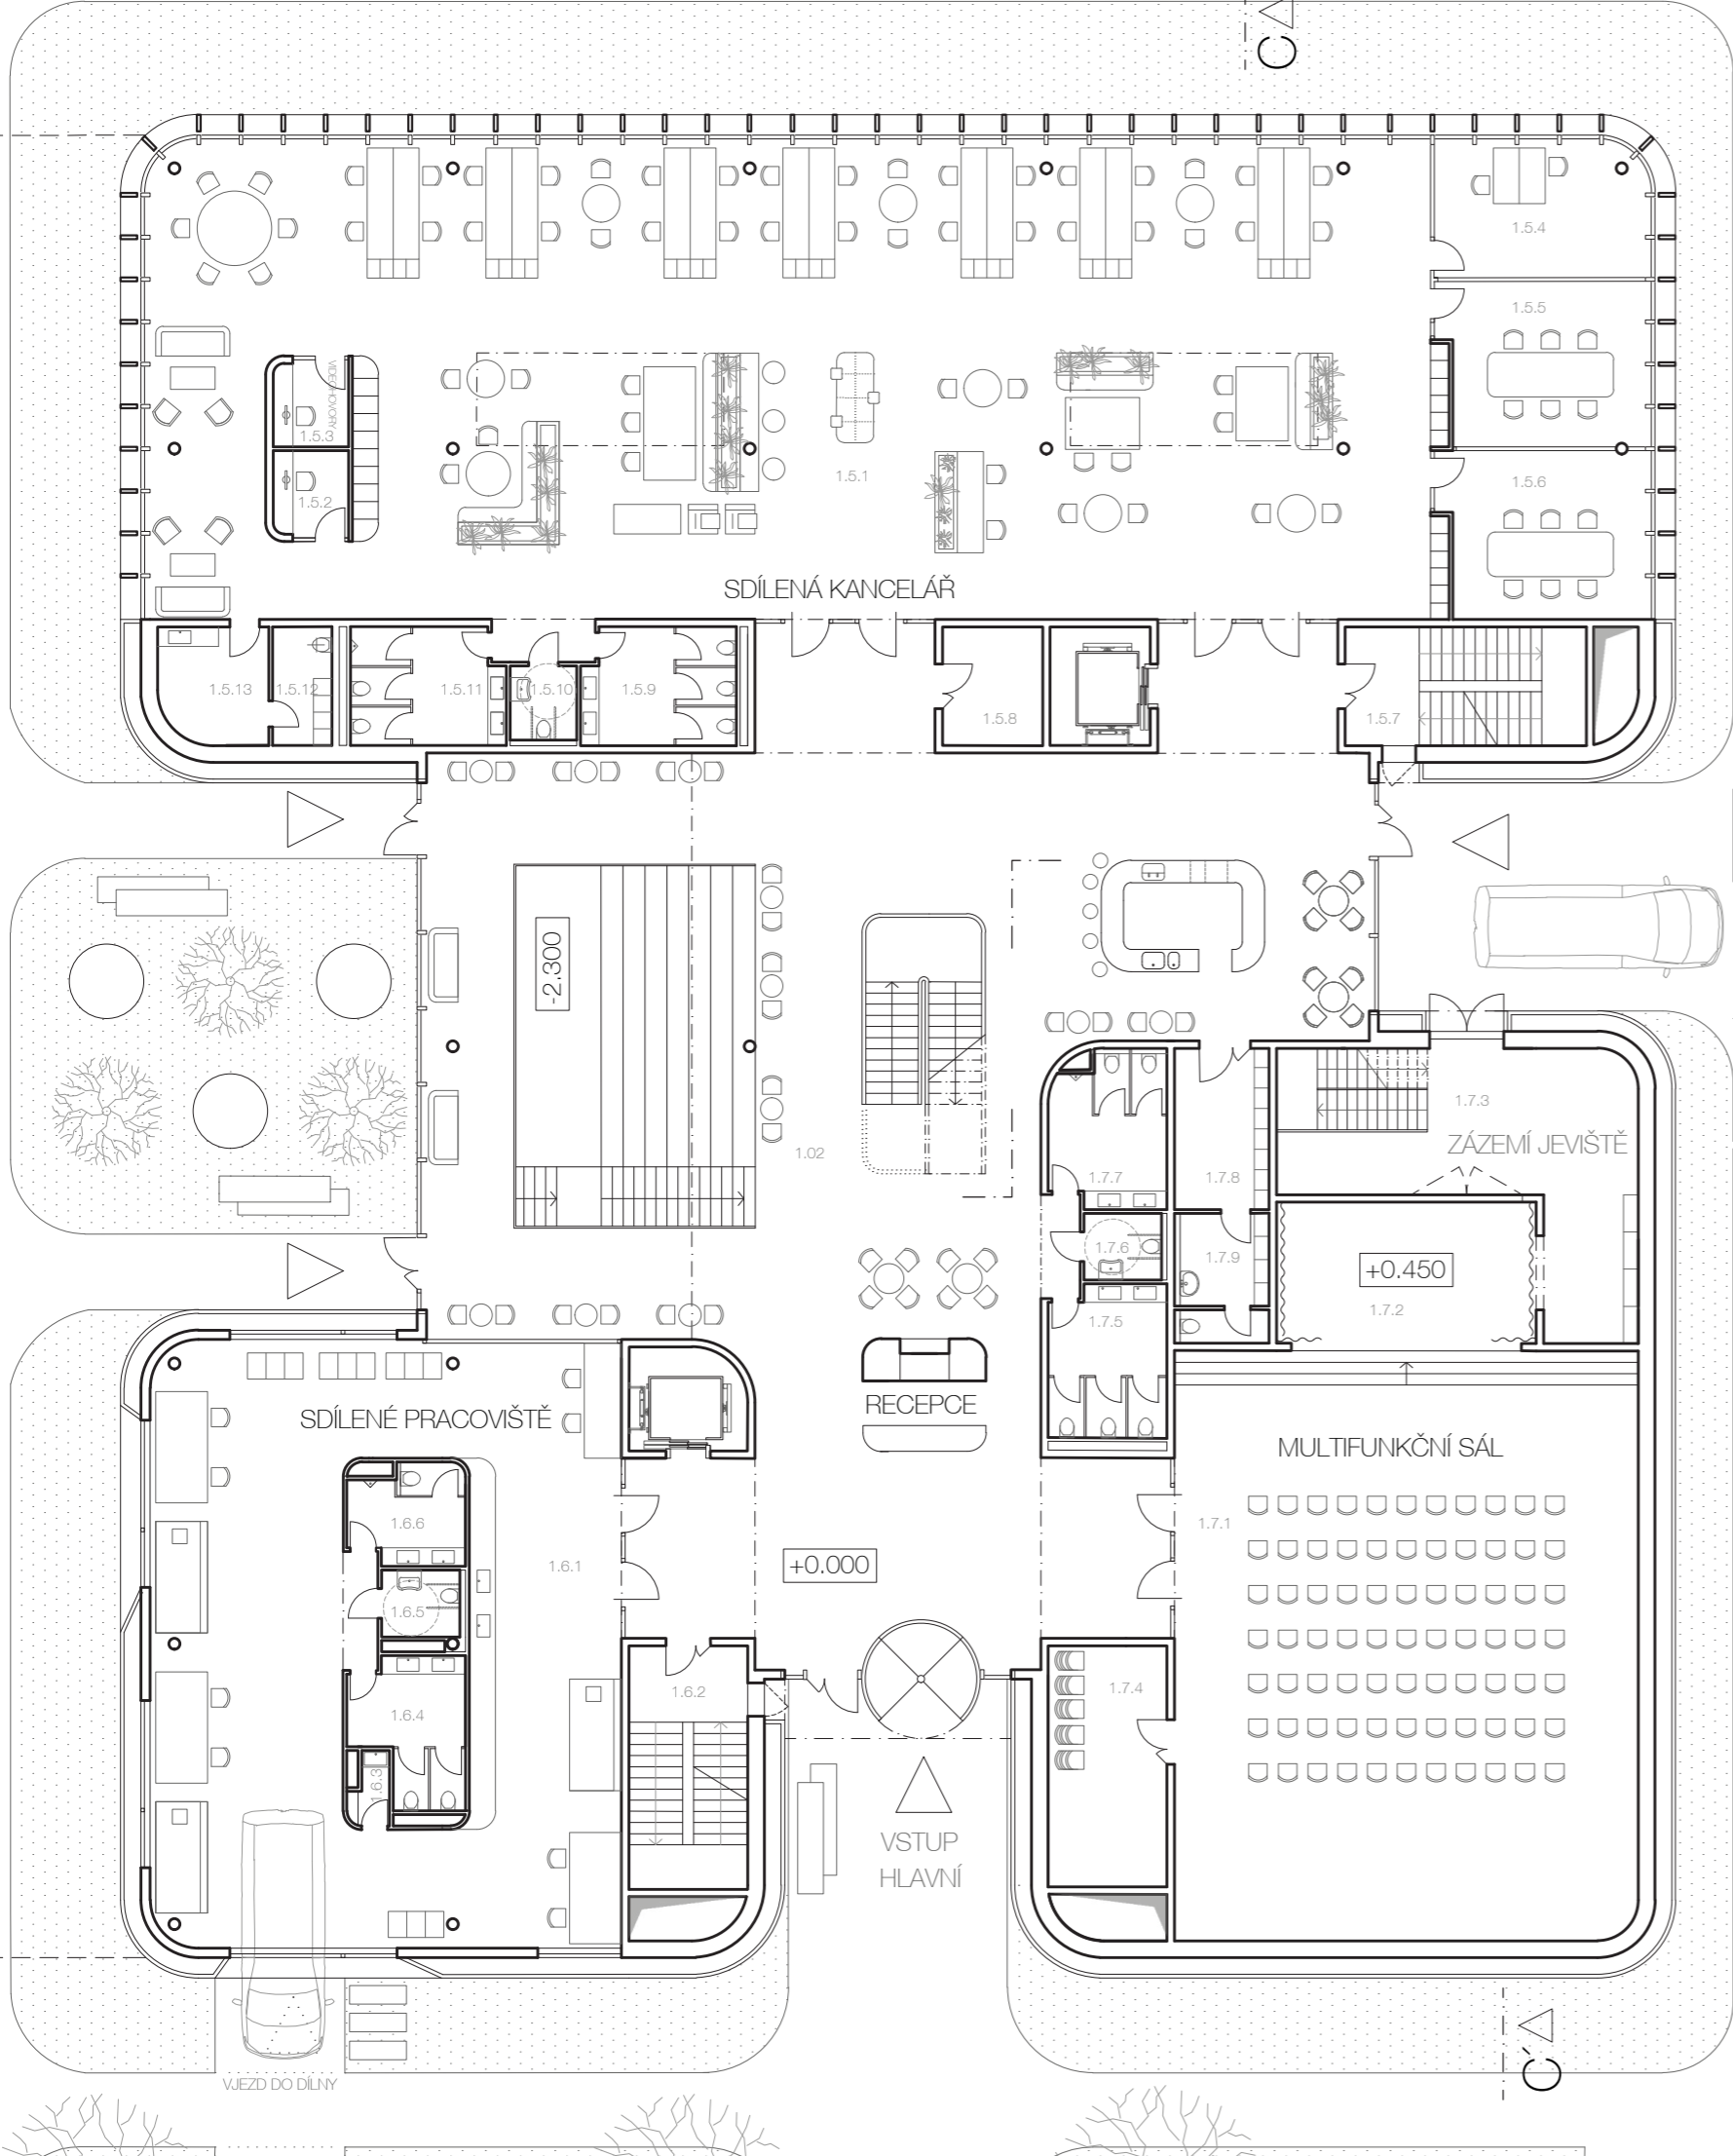 C
1.5.4
1.5.5
VIDEOHOVORY
1.5.3
1.5.1
1.5.6
1.5.2
SDÍLENÁ KANCELÁŘ
1.5.13
1.5.12
1.5.11
1.5.10
1.5.9
1.5.8
1.5.7
-2.300
1.02
1.7.3
ZÁZEMÍ JEVIŠTĚ
1.7.7
1.7.8
1.7.6
1.7.9
+0.450
1.7.2
1.7.5
RECEPCE
SDÍLENÉ PRACOVIŠTĚ
MULTIFUNKČNÍ SÁL
1.6.6
1.7.1
1.6.1
+0.000
1.6.5
1.6.2
1.7.4
1.6.4
1.6.3
VSTUP
HLAVNÍ
C'
VJEZD DO DÍLNY